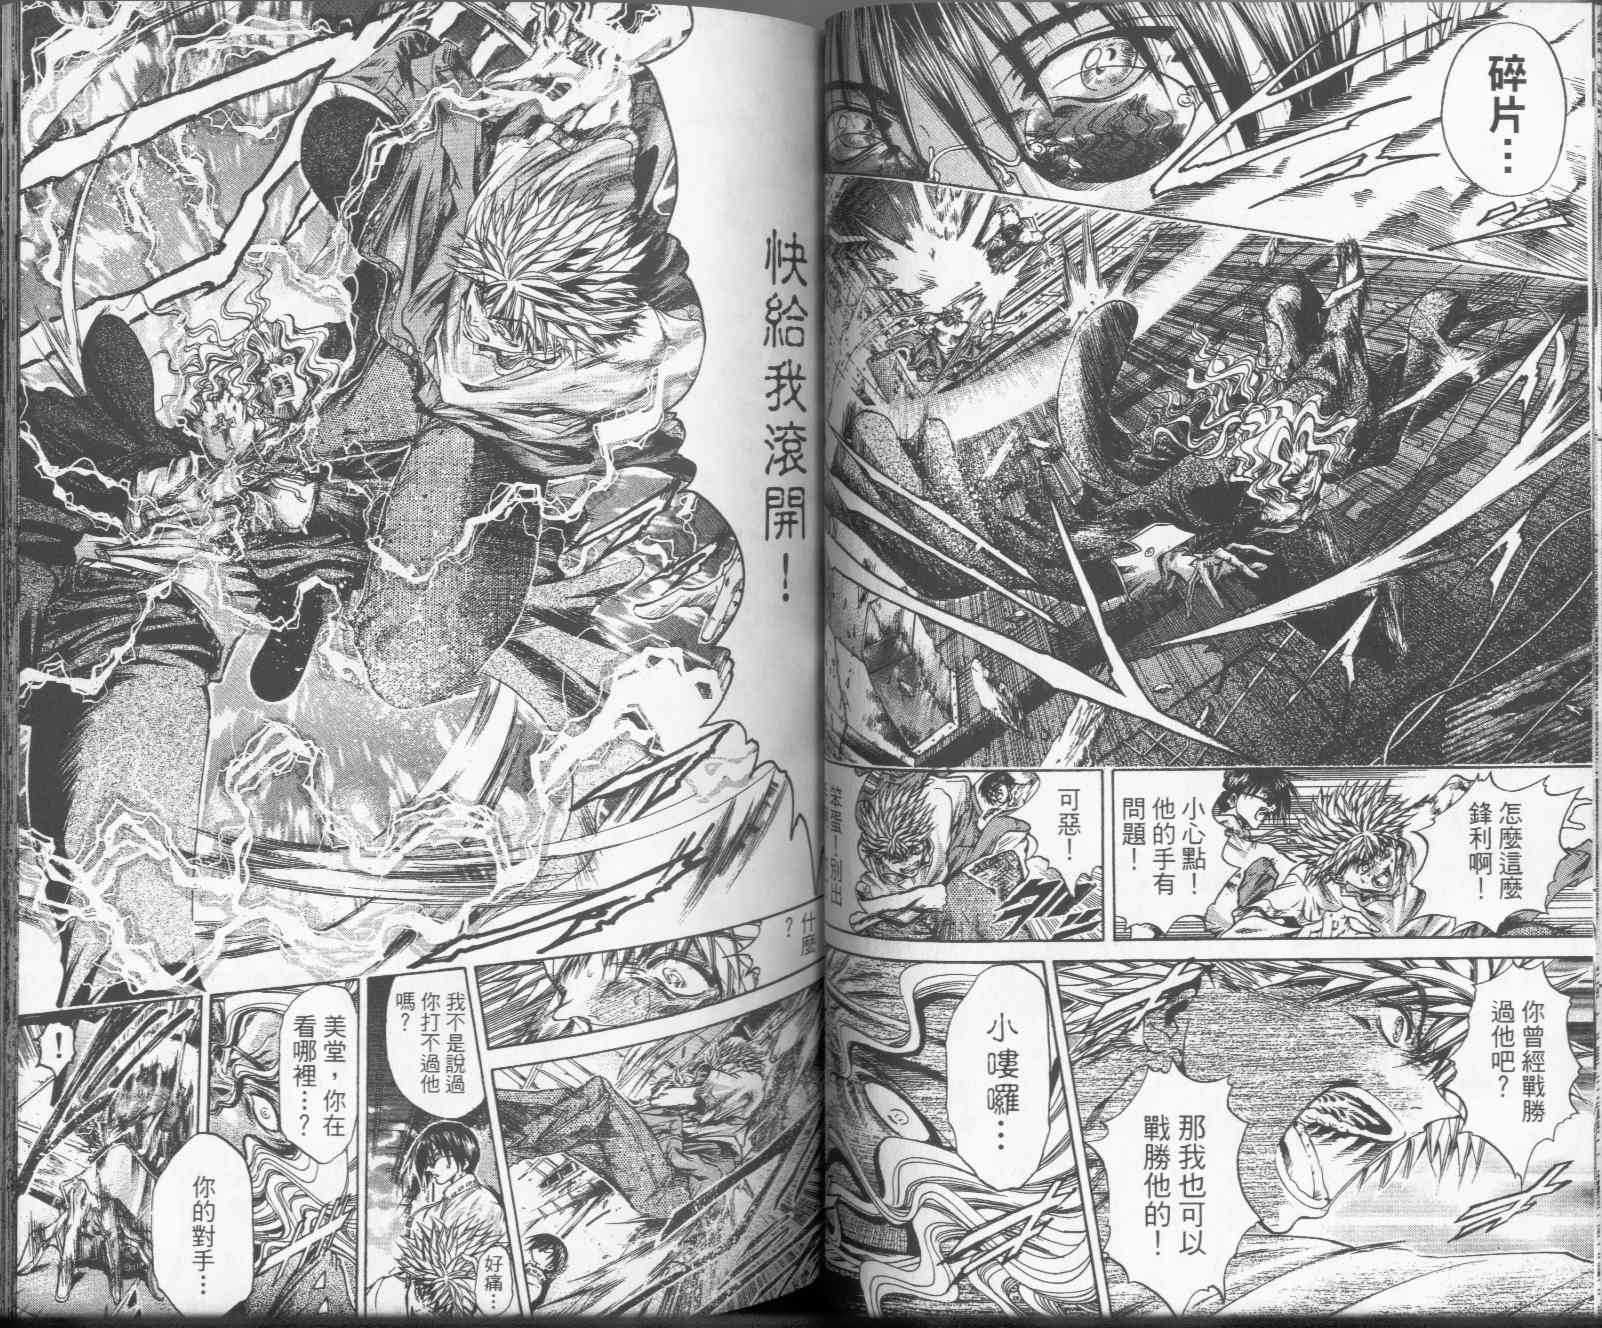 碎片…
怎麼這麼
鋒利啊！
小心點！
他的手有
問題！
可惡！
笨蛋！別出
你曾經戰勝
過他吧？
那我也可以
戰勝他的！
小嘍囉…
快給我滾開！
什麼
？
我不是說過
你打不過他
嗎？
好痛…
美堂，你在
看哪裡…？
！
你的對手…